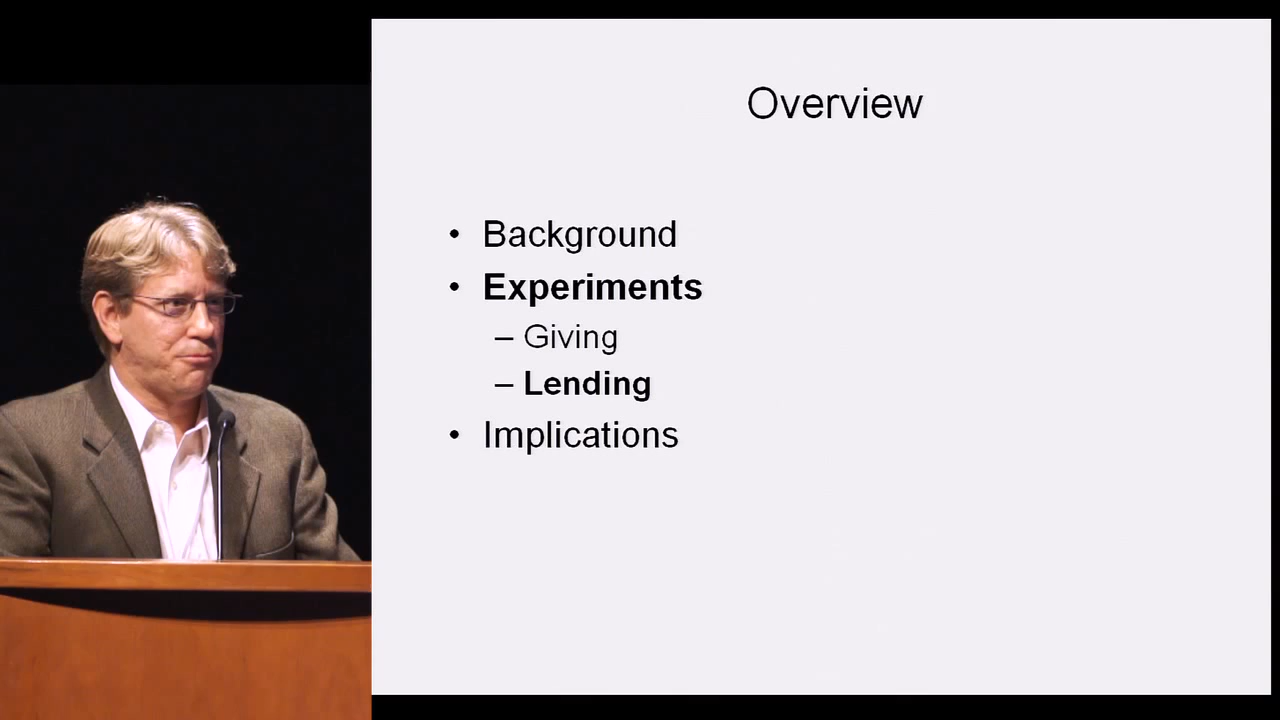 Overview
• Background
• Experiments
– Giving
– Lending
• Implications